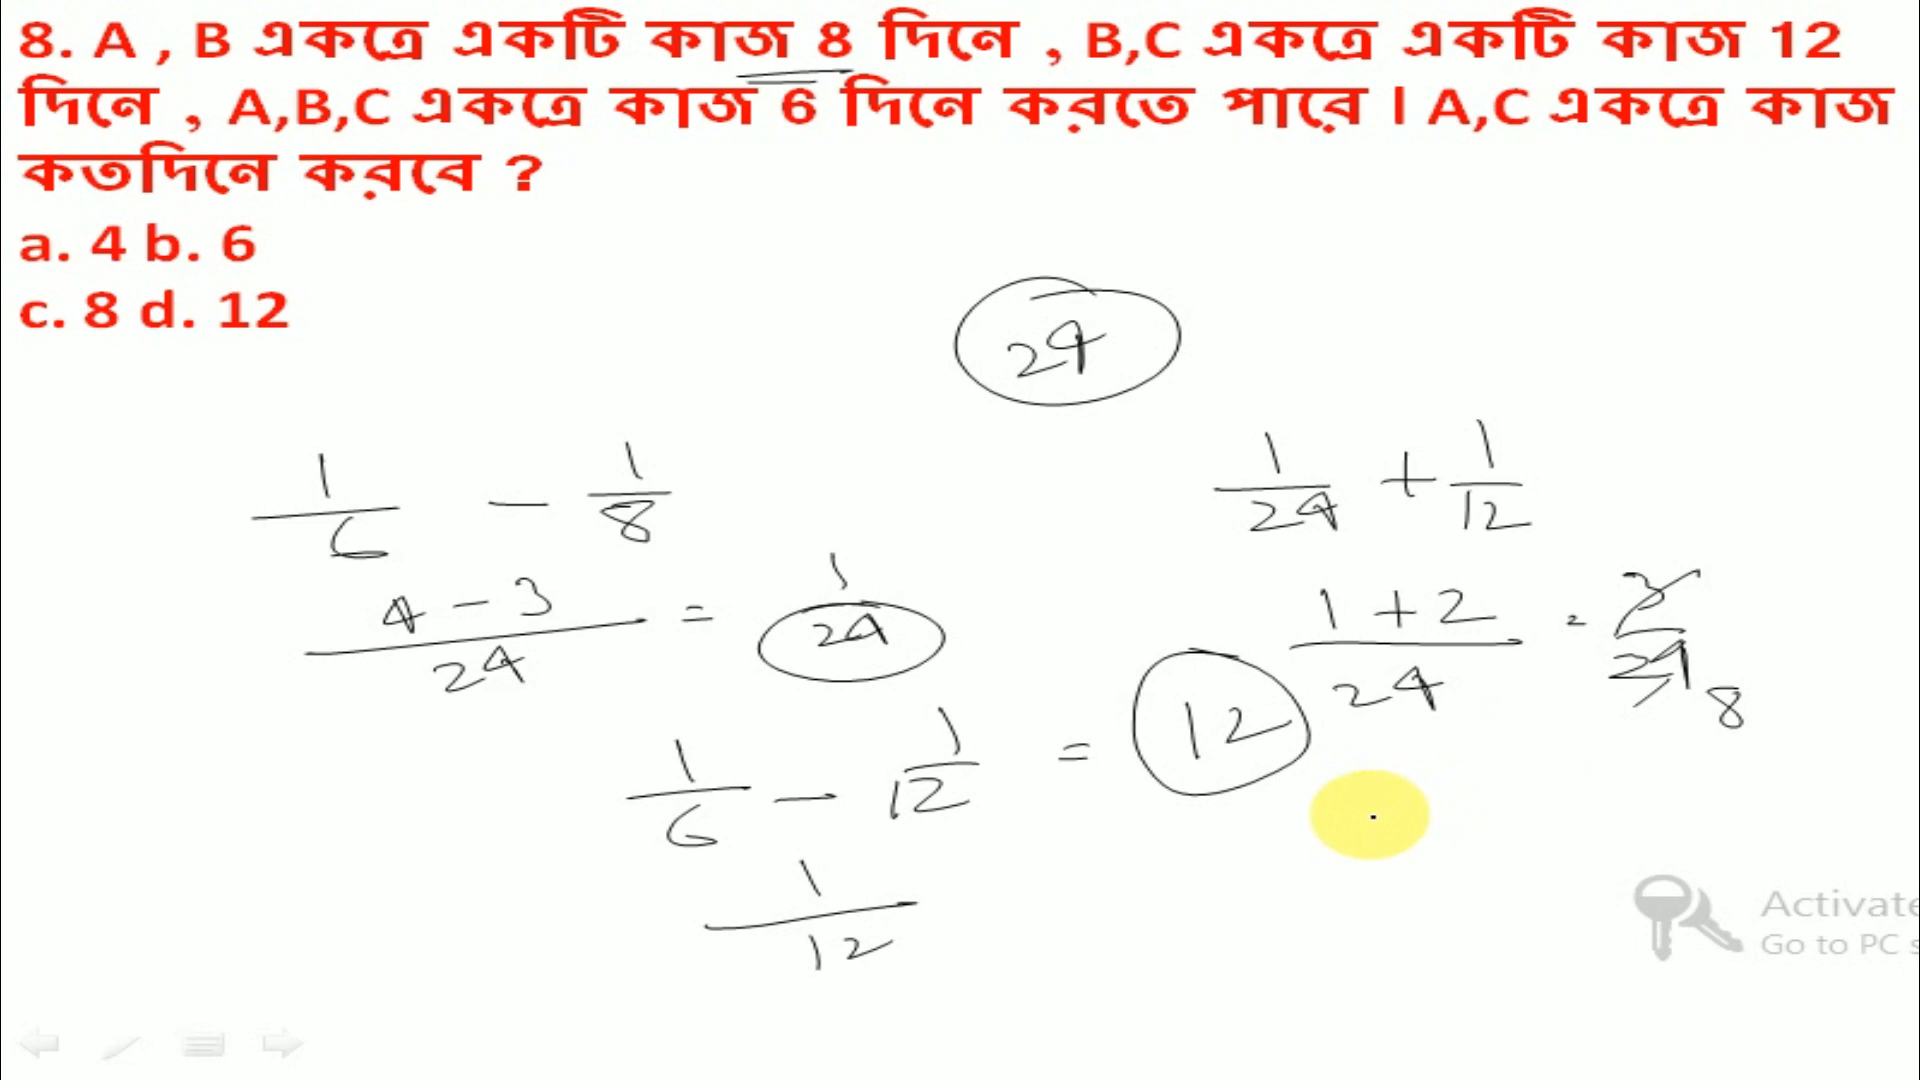 8. A , B একত্রে একটি কাজ 8 দিনে , B,C একত্রে একটি কাজ 12
দিনে , A,B,C একত্রে কাজ 6 দিনে করতে পারে । A,C একত্রে কাজ
কতদিনে করবে ?
a. 4 b. 6
c. 8 d. 12
24
1/6 - 1/8
4 - 3/24 = 1/24
1/6 - 1/12 = 12
1/12
1/24 + 1/12
1 + 2/24 = 3/24 8
Activate
Go to PC s